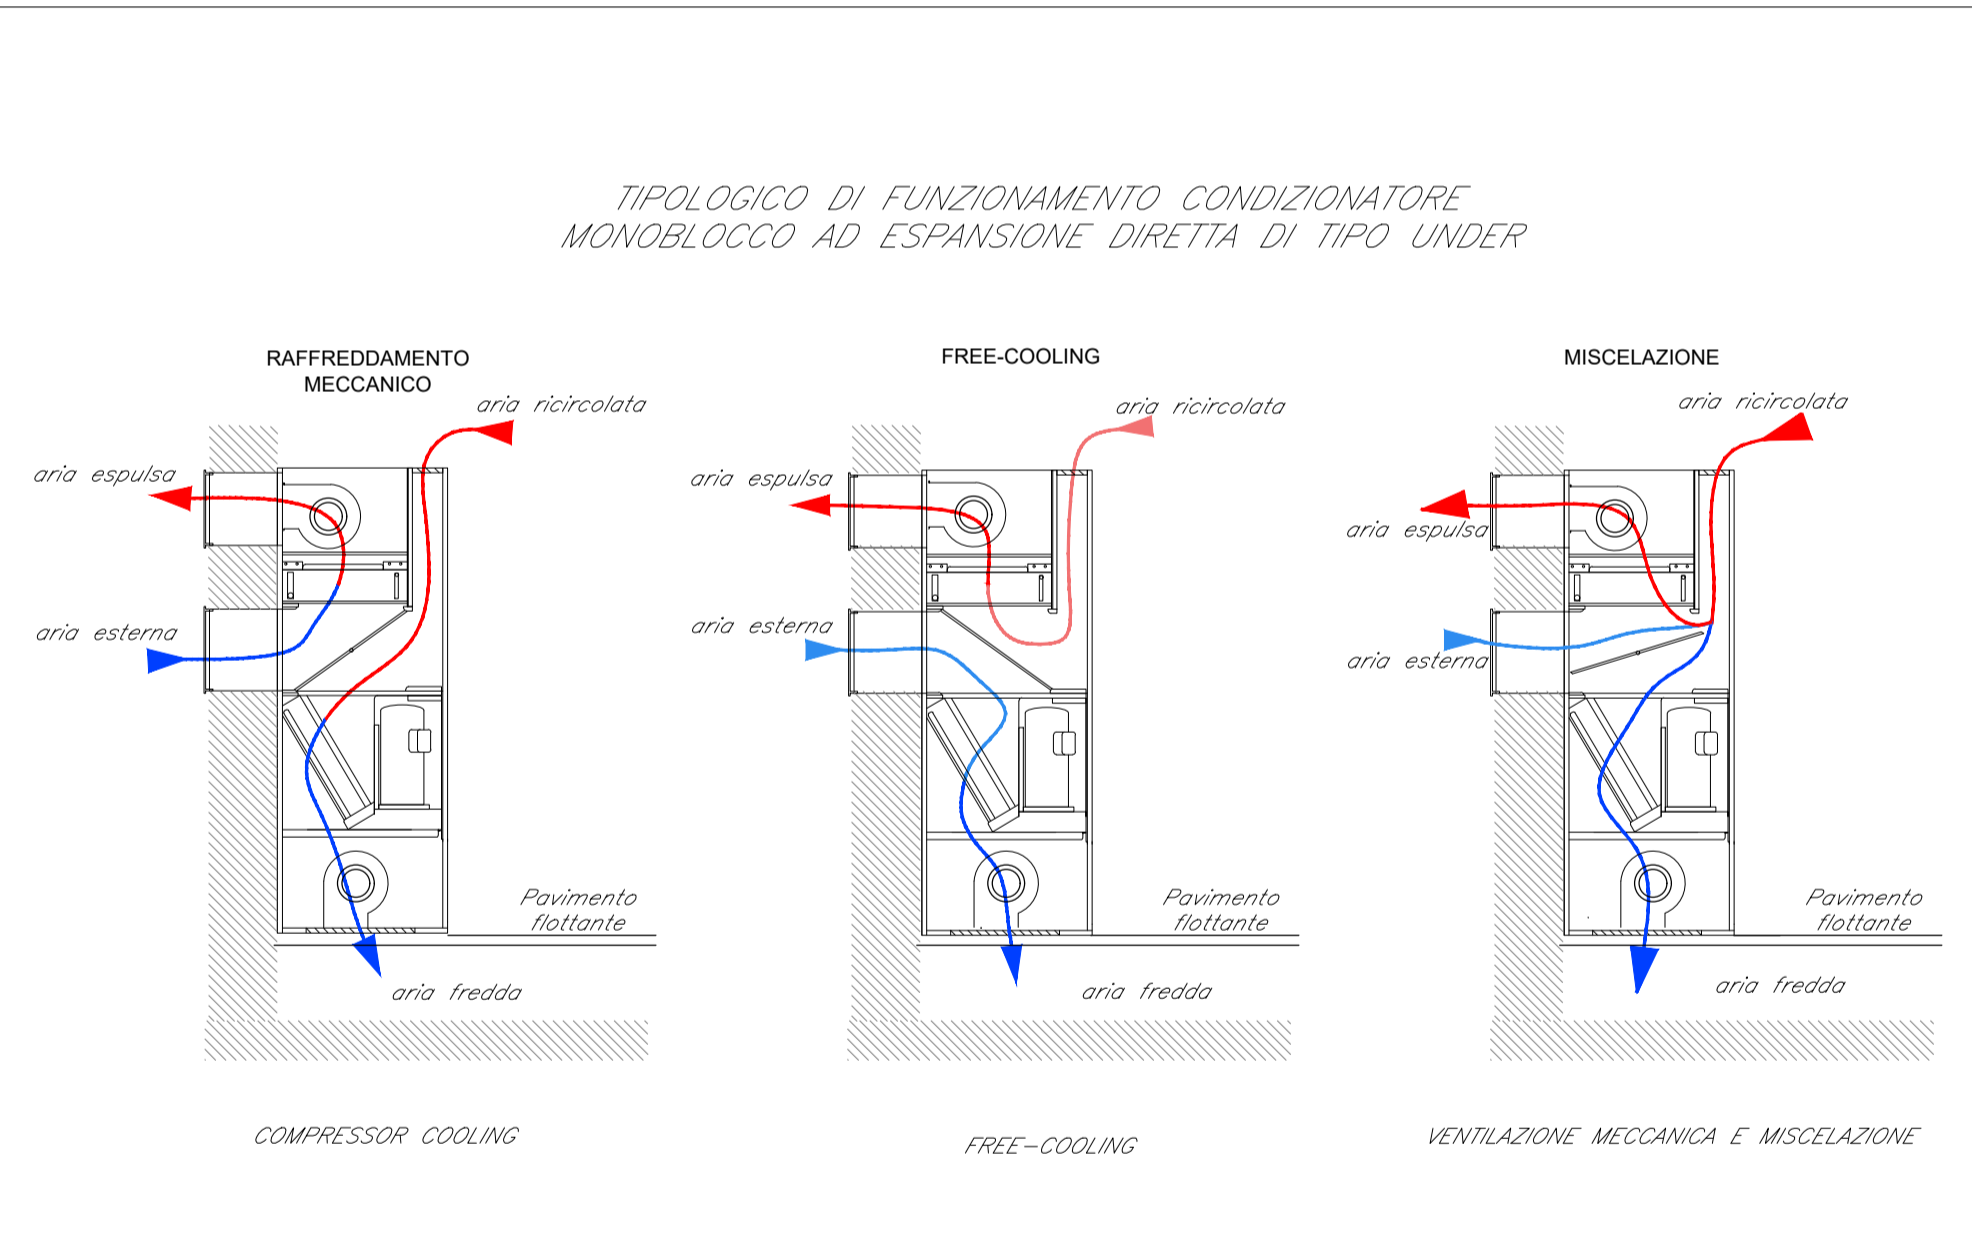 TIPOLOGICO DI FUNZIONAMENTO CONDIZIONATORE
MONOBLOCCO AD ESPANSIONE DIRETTA DI TIPO UNDER
RAFFREDDAMENTO
MECCANICO
aria ricircolata
aria espulsa
aria esterna
Pavimento
flottante
aria fredda
COMPRESSOR COOLING
FREE-COOLING
aria ricircolata
aria espulsa
aria esterna
Pavimento
flottante
aria fredda
FREE-COOLING
MISCELAZIONE
aria ricircolata
aria espulsa
aria esterna
Pavimento
flottante
aria fredda
VENTILAZIONE MECCANICA E MISCELAZIONE